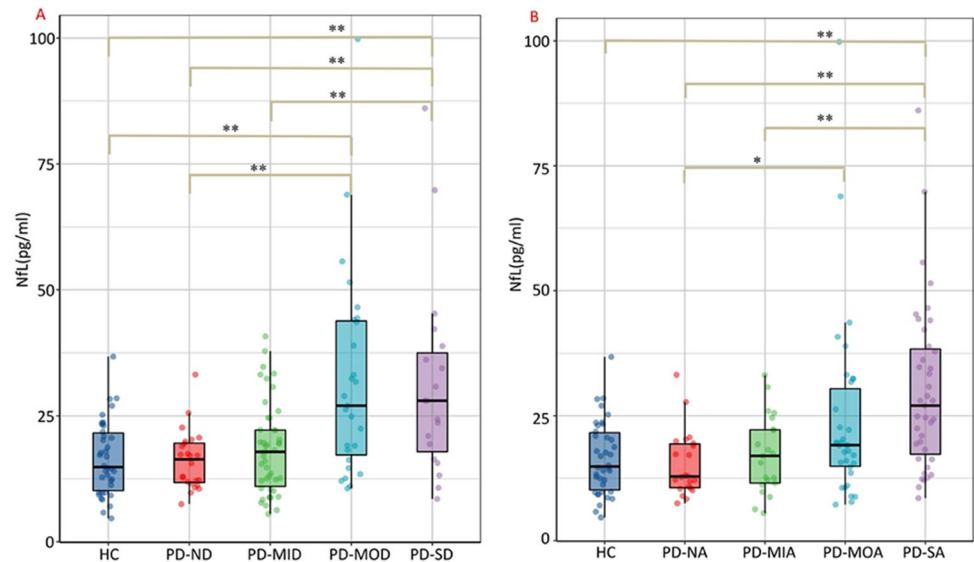 A
B
100
75
50
25
0
NfL(pg/ml)
**
**
**
**
**
HC
PD-ND
PD-MID
PD-MOD
PD-SD
100
75
50
25
0
NfL(pg/ml)
**
**
**
*
HC
PD-NA
PD-MIA
PD-MOA
PD-SA